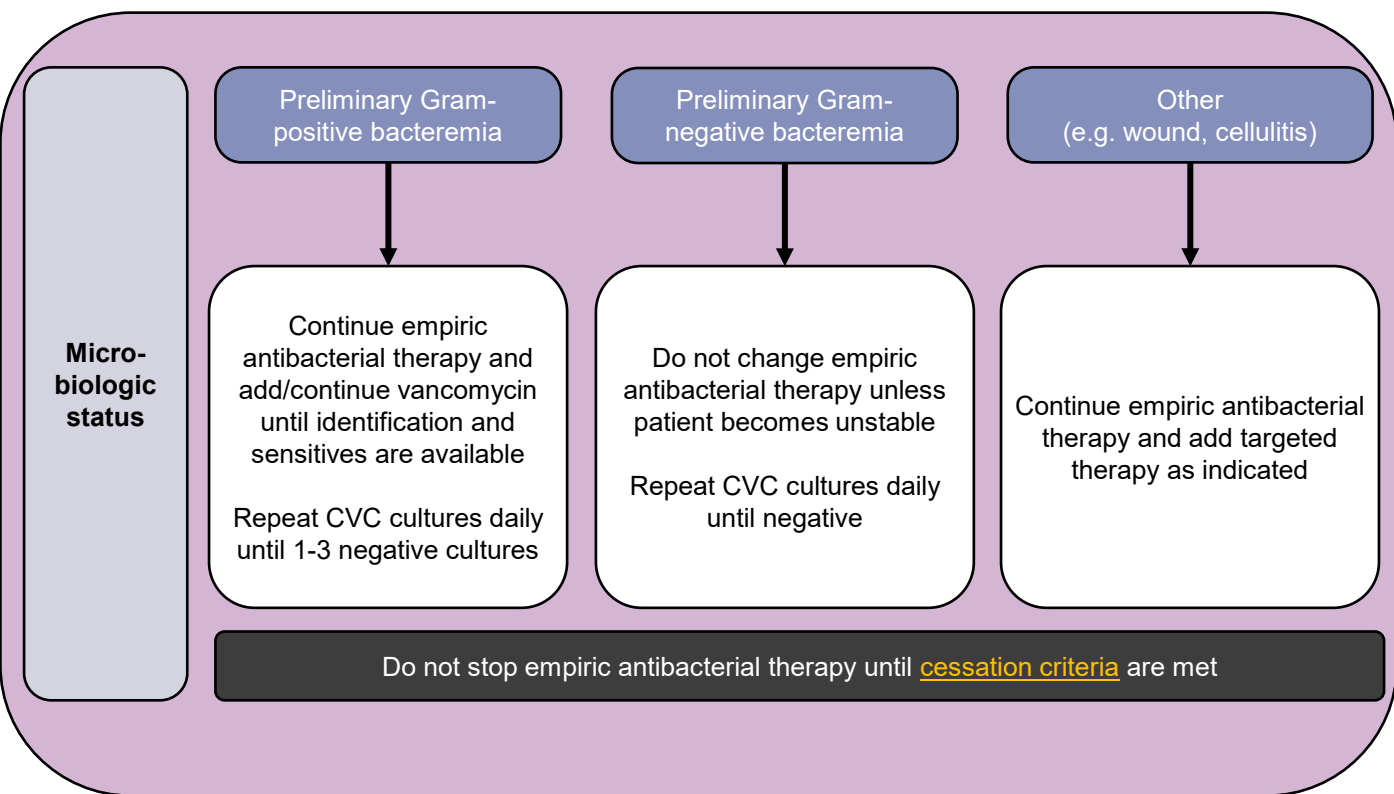 Micro-
biologic
status
Preliminary Gram-
positive bacteremia
Continue empiric
antibacterial therapy and
add/continue vancomycin
until identification and
sensitives are available
Repeat CVC cultures daily
until 1-3 negative cultures
Preliminary Gram-
negative bacteremia
Do not change empiric
antibacterial therapy unless
patient becomes unstable
Repeat CVC cultures daily
until negative
Other
(e.g. wound, cellulitis)
Continue empiric antibacterial
therapy and add targeted
therapy as indicated
Do not stop empiric antibacterial therapy until cessation criteria are met